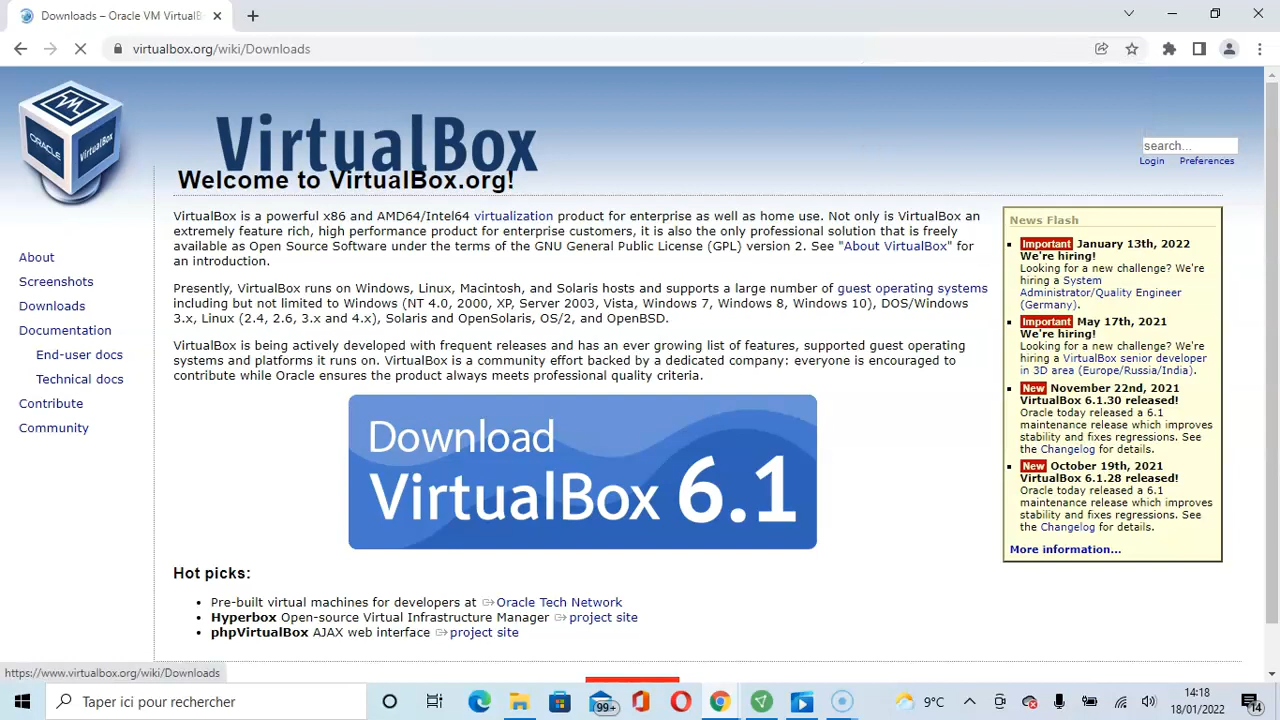 Downloads – Oracle VM VirtualB
virtualbox.org/wiki/Downloads
ORACLE
VirtualBox
VirtualBox
search...
Login Preferences
Welcome to VirtualBox.org!
About
Screenshots
Downloads
Documentation
End-user docs
Technical docs
Contribute
Community
VirtualBox is a powerful x86 and AMD64/Intel64 virtualization product for enterprise as well as home use. Not only is VirtualBox an
extremely feature rich, high performance product for enterprise customers, it is also the only professional solution that is freely
available as Open Source Software under the terms of the GNU General Public License (GPL) version 2. See "About VirtualBox" for
an introduction.
Presently, VirtualBox runs on Windows, Linux, Macintosh, and Solaris hosts and supports a large number of guest operating systems
including but not limited to Windows (NT 4.0, 2000, XP, Server 2003, Vista, Windows 7, Windows 8, Windows 10), DOS/Windows
3.x, Linux (2.4, 2.6, 3.x and 4.x), Solaris and OpenSolaris, OS/2, and OpenBSD.
VirtualBox is being actively developed with frequent releases and has an ever growing list of features, supported guest operating
systems and platforms it runs on. VirtualBox is a community effort backed by a dedicated company: everyone is encouraged to
contribute while Oracle ensures the product always meets professional quality criteria.
Download
VirtualBox 6.1
Hot picks:
Pre-built virtual machines for developers at Oracle Tech Network
Hyperbox Open-source Virtual Infrastructure Manager project site
phpVirtualBox AJAX web interface project site
News Flash
Important January 13th, 2022
We're hiring!
Looking for a new challenge? We're
hiring a System
Administrator/Quality Engineer
(Germany).
Important May 17th, 2021
We're hiring!
Looking for a new challenge? We're
hiring a VirtualBox senior developer
in 3D area (Europe/Russia/India).
New November 22nd, 2021
VirtualBox 6.1.30 released!
Oracle today released a 6.1
maintenance release which improves
stability and fixes regressions. See
the Changelog for details.
New October 19th, 2021
VirtualBox 6.1.28 released!
Oracle today released a 6.1
maintenance release which improves
stability and fixes regressions. See
the Changelog for details.
More information...
https://www.virtualbox.org/wiki/Downloads
Taper ici pour rechercher
99+
9°C
14:18
18/01/2022
14